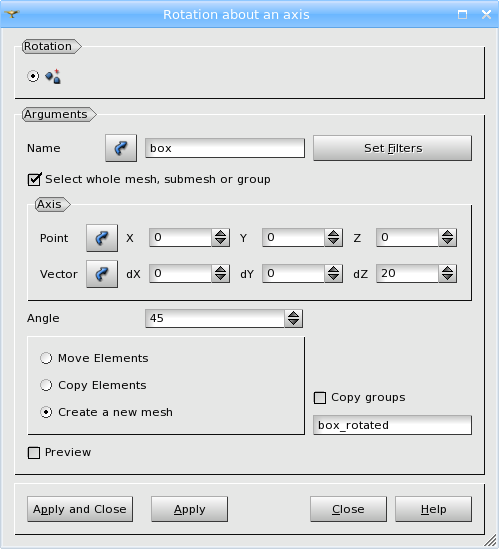 Rotation about an axis
Rotation
Arguments
Name box Set Filters
Select whole mesh, submesh or group
Axis
Point X 0 Y 0 Z 0
Vector dX 0 dY 0 dZ 20
Angle 45
Move Elements
Copy Elements
Copy groups
Create a new mesh
box_rotated
Preview
Apply and Close Apply Close Help